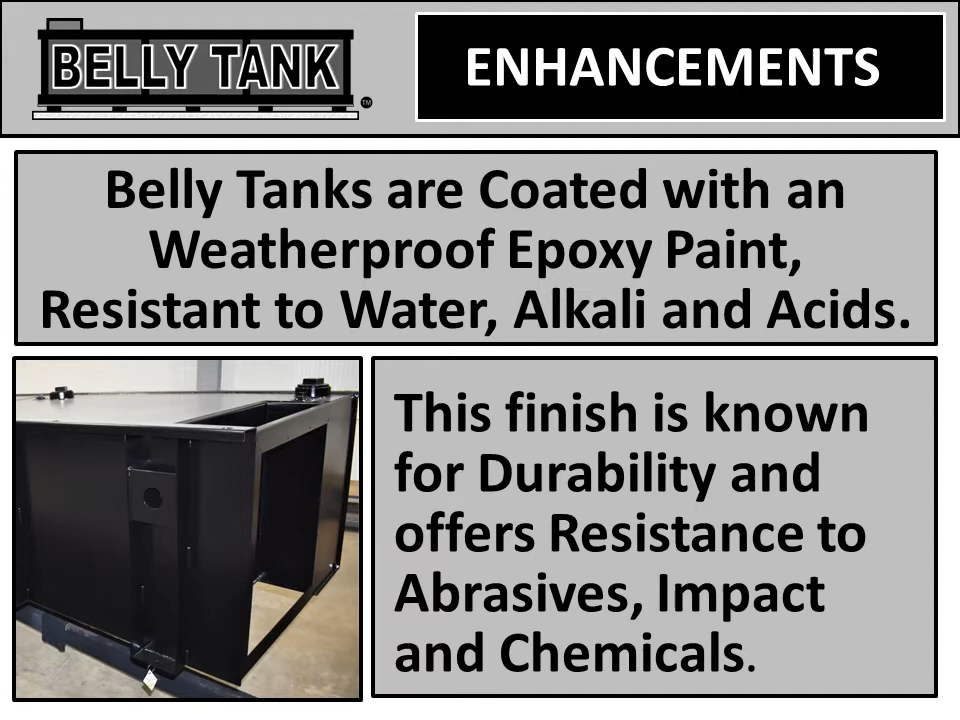 BELLY TANK
TM
ENHANCEMENTS
Belly Tanks are Coated with an
Weatherproof Epoxy Paint,
Resistant to Water, Alkali and Acids.
This finish is known
for Durability and
offers Resistance to
Abrasives, Impact
and Chemicals.